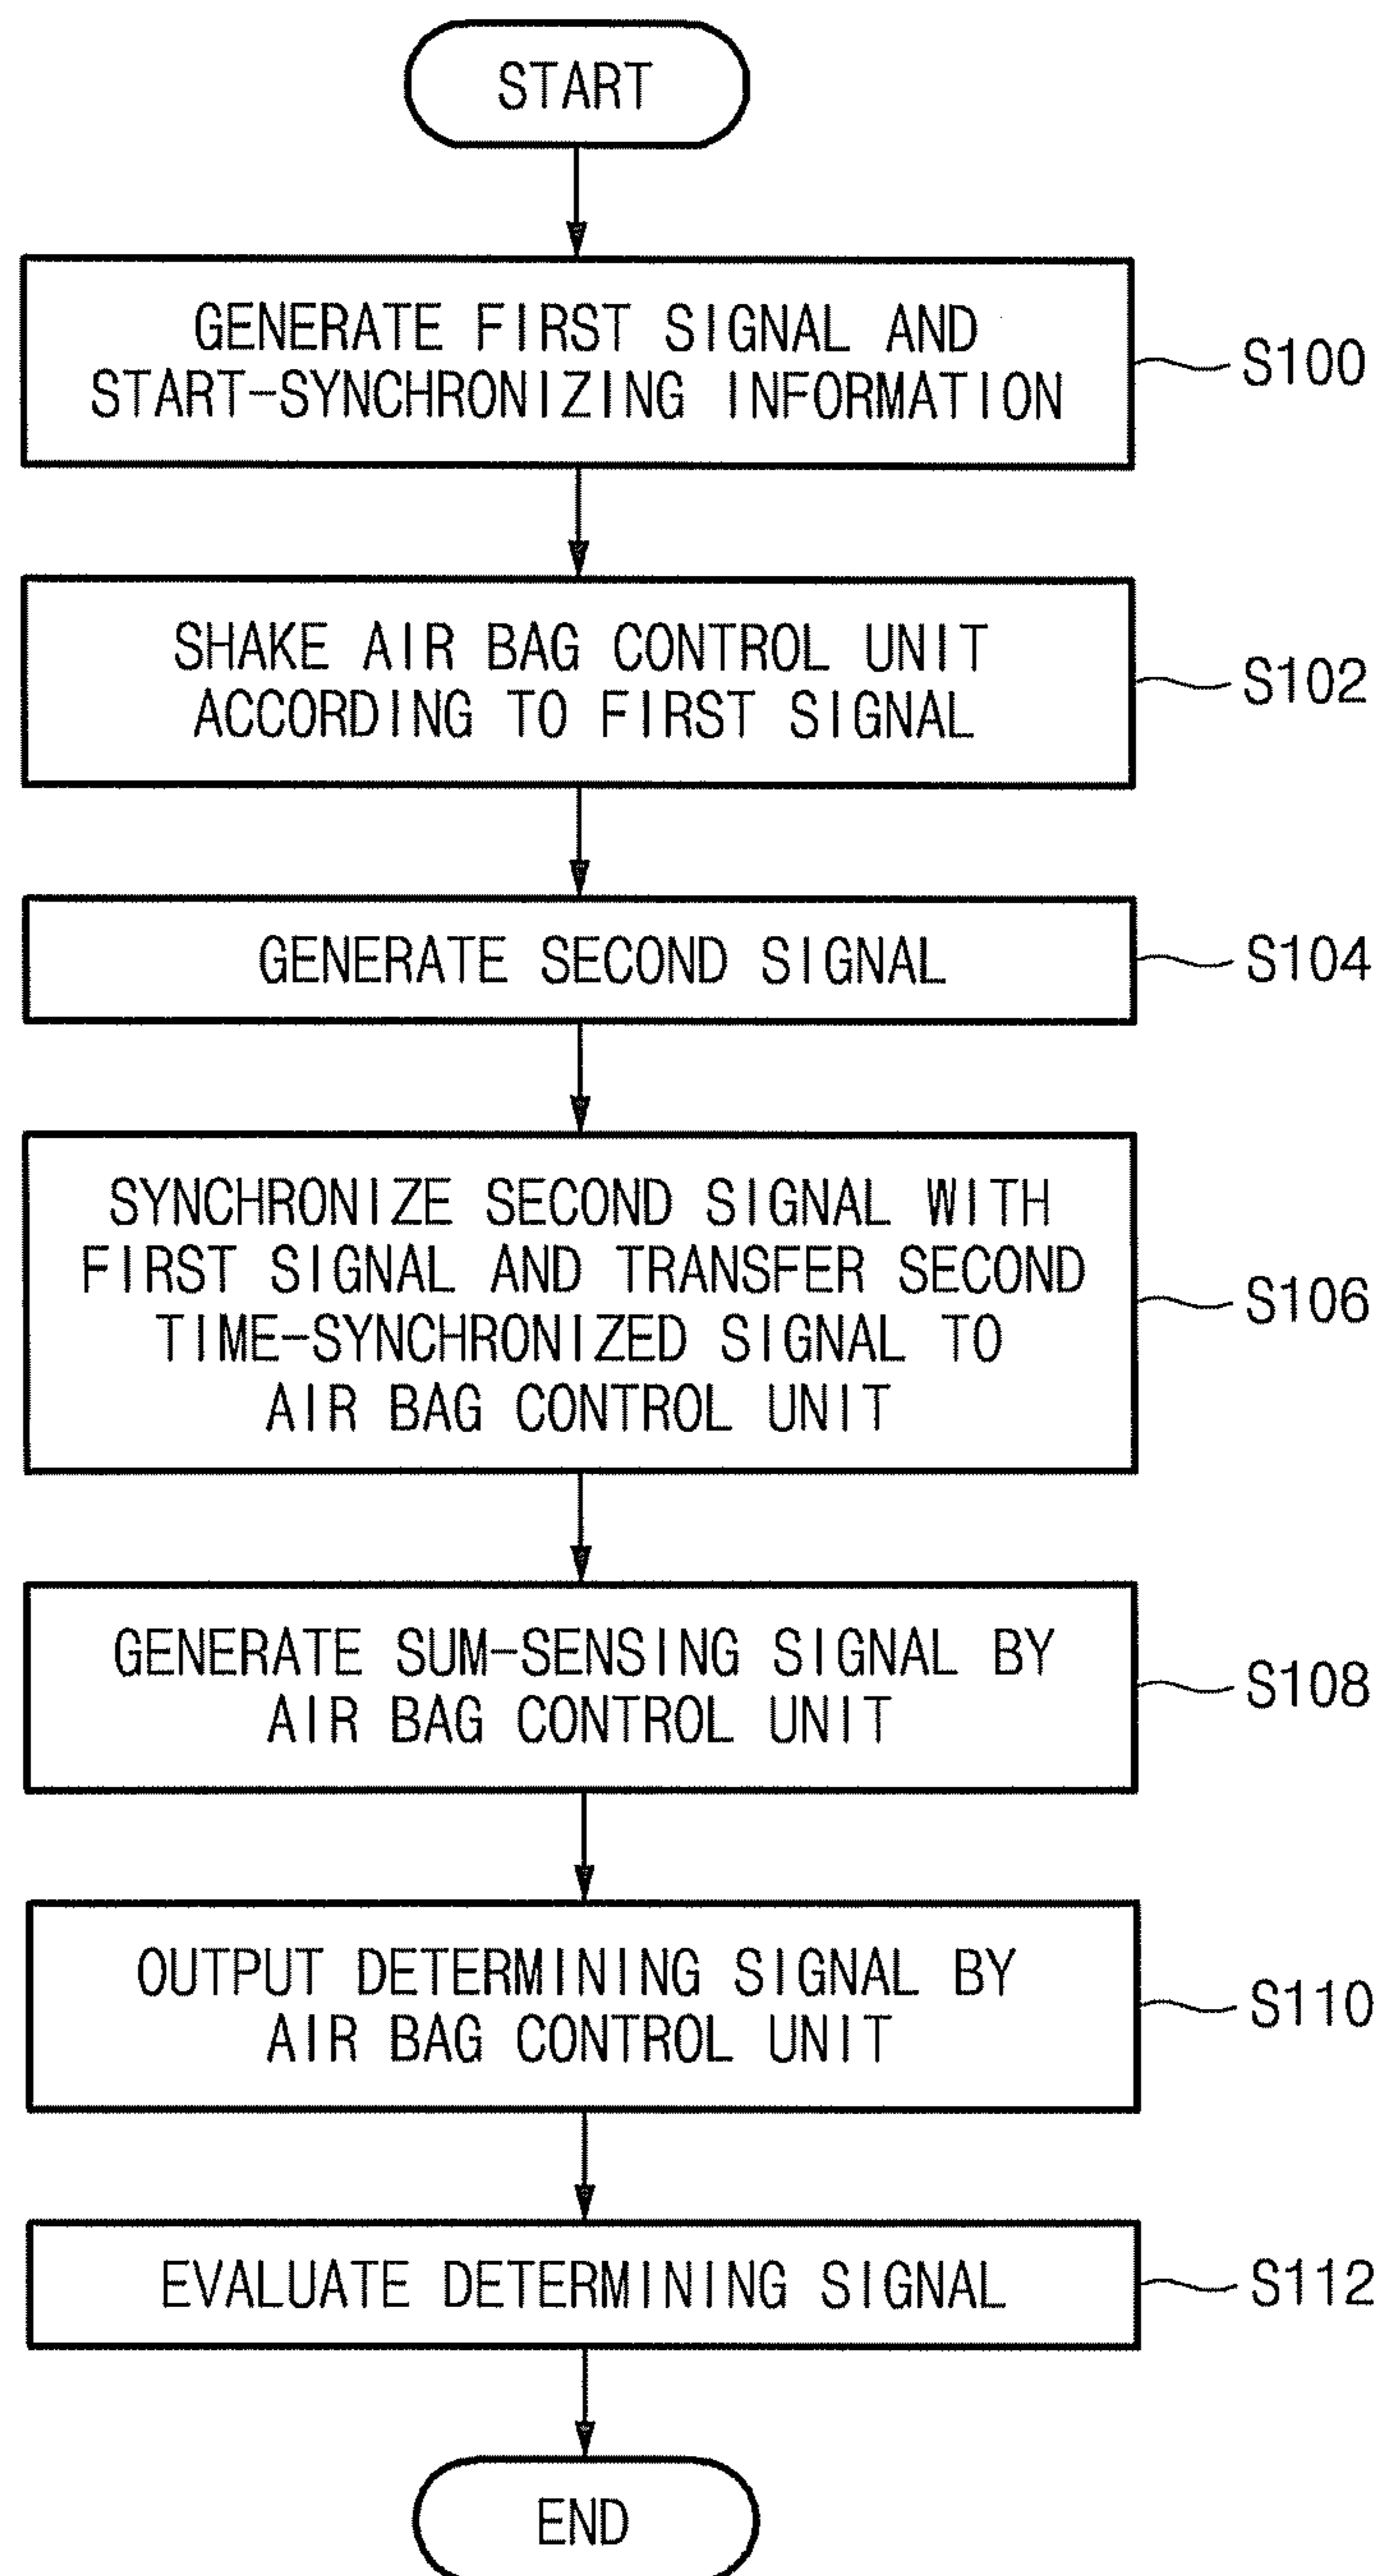 START
GENERATE FIRST SIGNAL AND
START-SYNCHRONIZING INFORMATION
S100
SHAKE AIR BAG CONTROL UNIT
ACCORDING TO FIRST SIGNAL
S102
GENERATE SECOND SIGNAL
S104
SYNCHRONIZE SECOND SIGNAL WITH
FIRST SIGNAL AND TRANSFER SECOND
TIME-SYNCHRONIZED SIGNAL TO
AIR BAG CONTROL UNIT
S106
GENERATE SUM-SENSING SIGNAL BY
AIR BAG CONTROL UNIT
S108
OUTPUT DETERMINING SIGNAL BY
AIR BAG CONTROL UNIT
S110
EVALUATE DETERMINING SIGNAL
S112
END